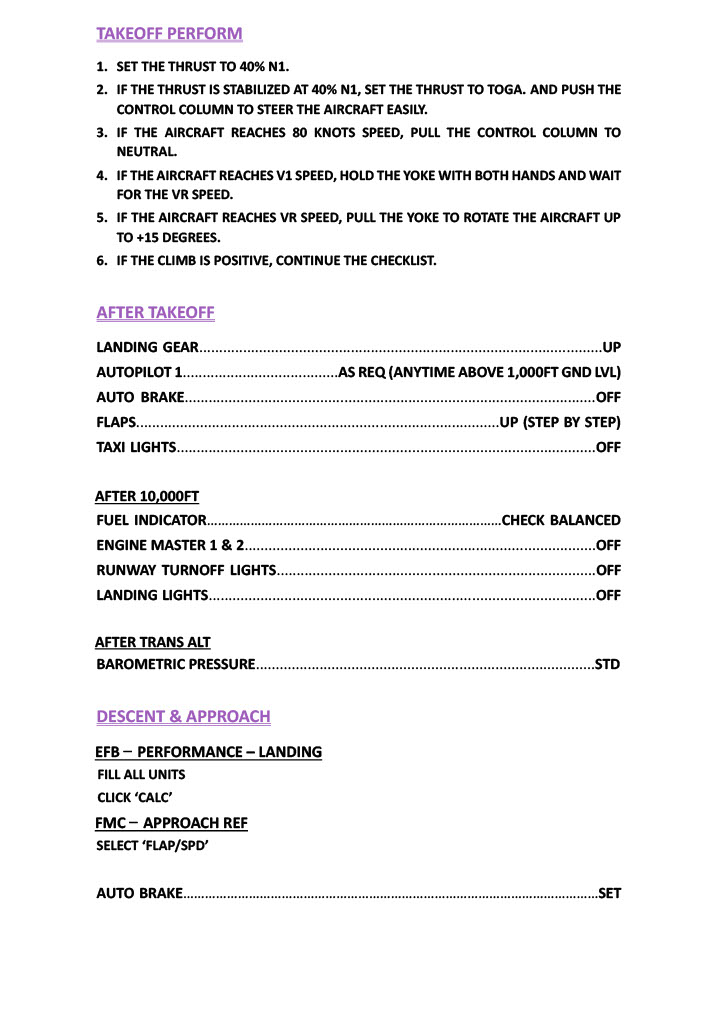 TAKEOFF PERFORM
1. SET THE THRUST TO 40% N1.
2. IF THE THRUST IS STABILIZED AT 40% N1, SET THE THRUST TO TOGA. AND PUSH THE
CONTROL COLUMN TO STEER THE AIRCRAFT EASILY.
3. IF THE AIRCRAFT REACHES 80 KNOTS SPEED, PULL THE CONTROL COLUMN TO
NEUTRAL.
4. IF THE AIRCRAFT REACHES V1 SPEED, HOLD THE YOKE WITH BOTH HANDS AND WAIT
FOR THE VR SPEED.
5. IF THE AIRCRAFT REACHES VR SPEED, PULL THE YOKE TO ROTATE THE AIRCRAFT UP
TO +15 DEGREES.
6. IF THE CLIMB IS POSITIVE, CONTINUE THE CHECKLIST.
AFTER TAKEOFF
LANDING GEAR.....................................................................................................UP
AUTOPILOT 1.......................................AS REQ (ANYTIME ABOVE 1,000FT GND LVL)
AUTO BRAKE.......................................................................................................OFF
FLAPS...........................................................................................UP (STEP BY STEP)
TAXI LIGHTS.........................................................................................................OFF
AFTER 10,000FT
FUEL INDICATOR..........................................................................CHECK BALANCED
ENGINE MASTER 1 & 2........................................................................................OFF
RUNWAY TURNOFF LIGHTS................................................................................OFF
LANDING LIGHTS.................................................................................................OFF
AFTER TRANS ALT
BAROMETRIC PRESSURE.....................................................................................STD
DESCENT & APPROACH
EFB – PERFORMANCE – LANDING
FILL ALL UNITS
CLICK ‘CALC’
FMC – APPROACH REF
SELECT ‘FLAP/SPD’
AUTO BRAKE........................................................................................................SET